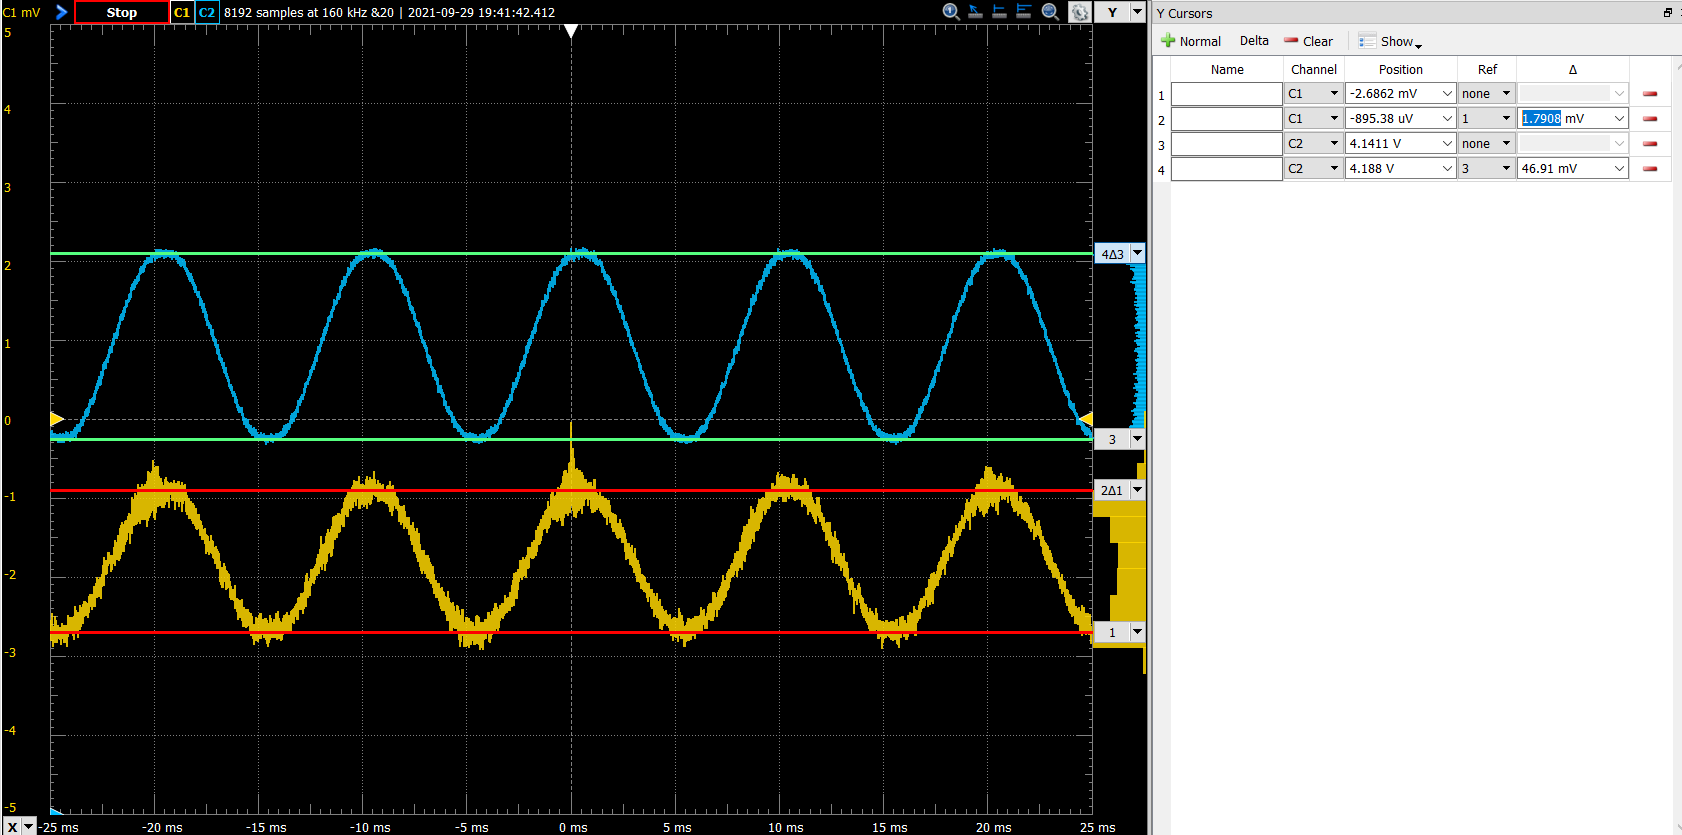 C1 mV Stop C1 C2 8192 samples at 160 kHz &20 | 2021-09-29 19:41:42.412 Y
5
4
3
2
1
0
-1
-2
-3
-4
-5
4Δ3
3
2Δ1
1
X -25 ms -20 ms -15 ms -10 ms -5 ms 0 ms 5 ms 10 ms 15 ms 20 ms 25 ms
Y Cursors
Normal Delta Clear Show
Name Channel Position Ref Δ
1 C1 -2.6862 mV none
2 C1 -895.38 uV 1 1.7908 mV
3 C2 4.1411 V none
4 C2 4.188 V 3 46.91 mV